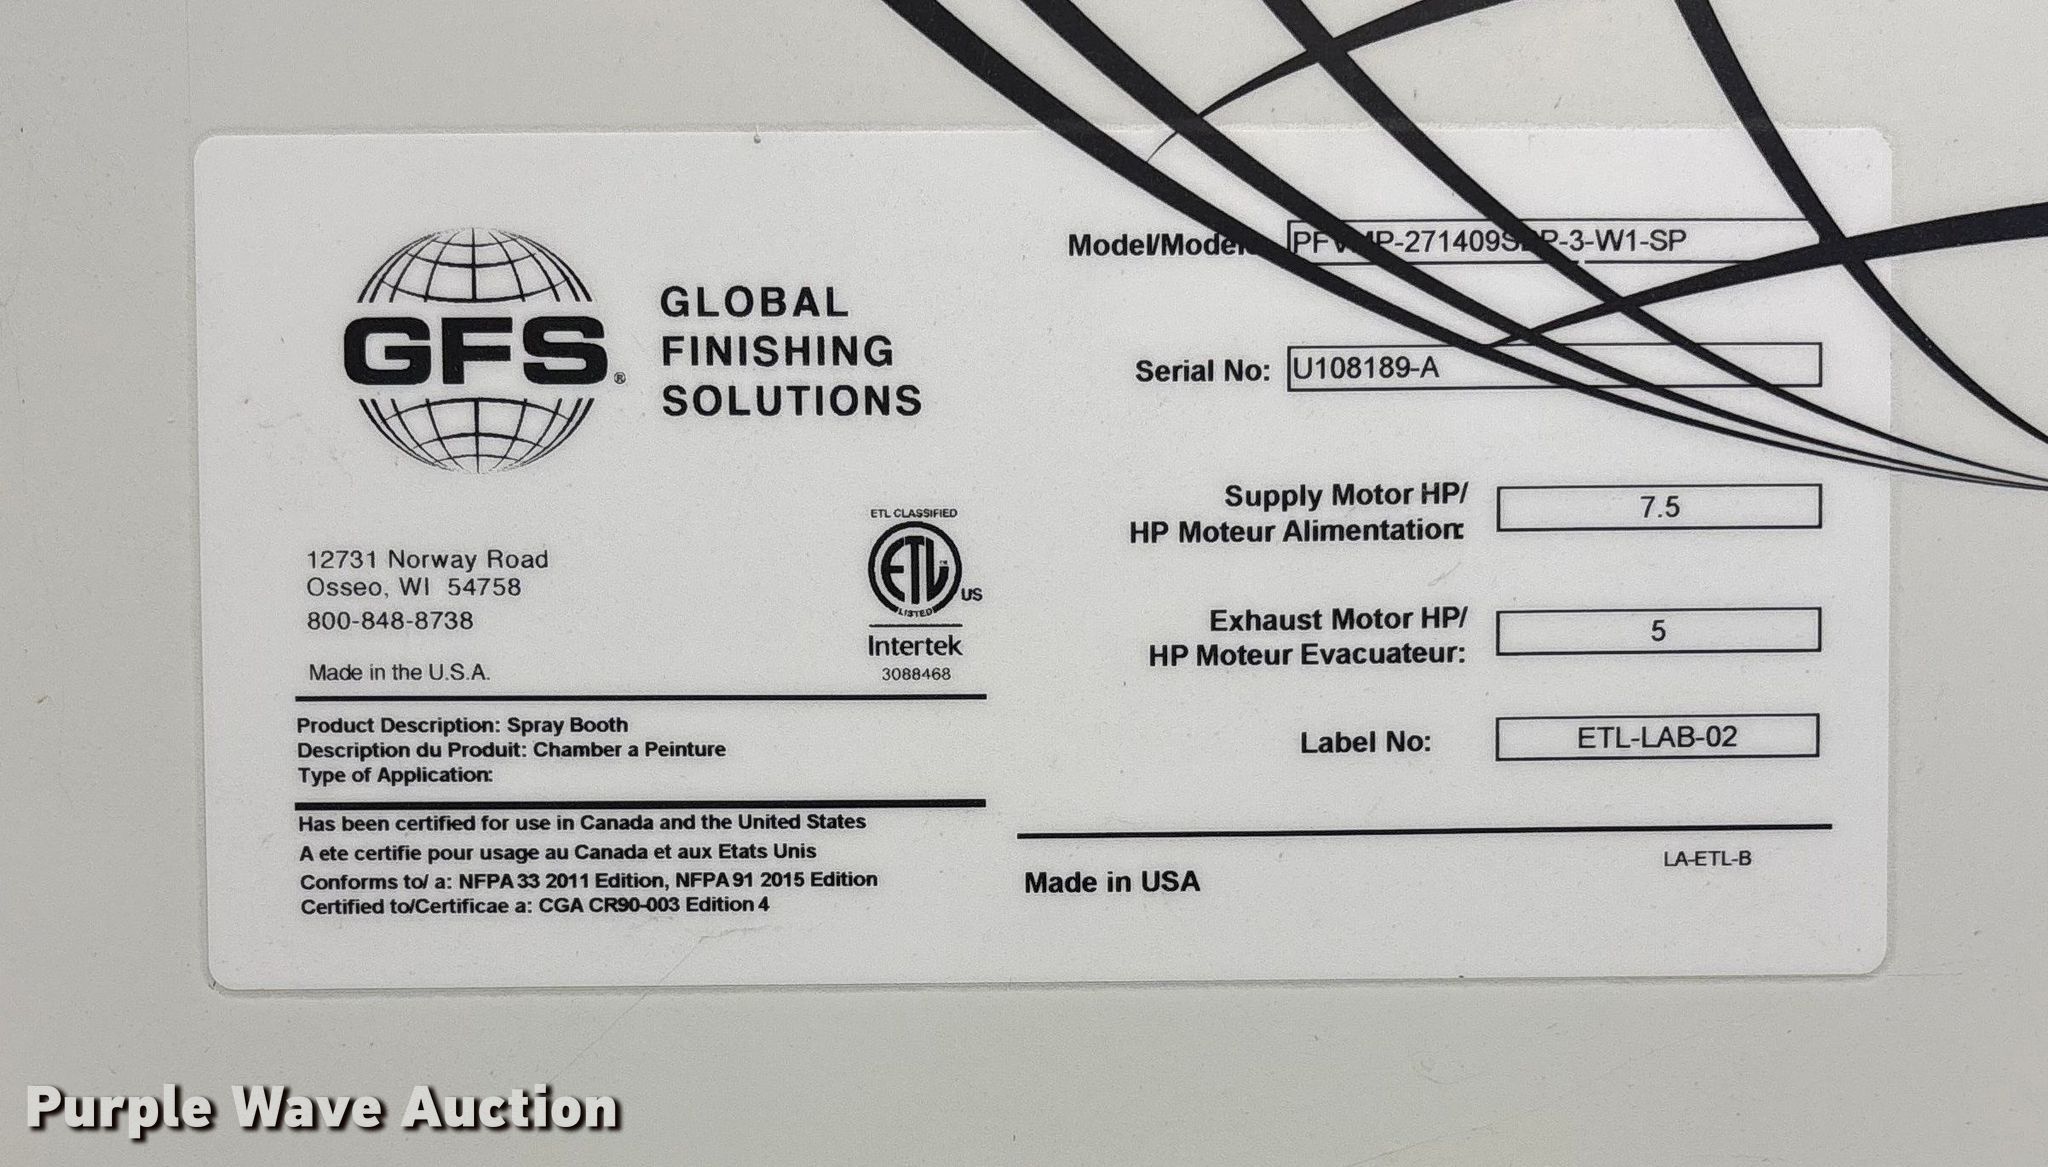 GFS®
GLOBAL
FINISHING
SOLUTIONS
12731 Norway Road
Osseo, WI 54758
800-848-8738
Made in the U.S.A.
ETL CLASSIFIED
ETL
LISTED
US
Intertek
3088468
Product Description: Spray Booth
Description du Produit: Chamber a Peinture
Type of Application:
Has been certified for use in Canada and the United States
A ete certifie pour usage au Canada et aux Etats Unis
Conforms to/ a: NFPA 33 2011 Edition, NFPA 91 2015 Edition
Certified to/Certificae a: CGA CR90-003 Edition 4
Serial No: U108189-A
Supply Motor HP/
HP Moteur Alimentation: 7.5
Exhaust Motor HP/
HP Moteur Evacuateur: 5
Label No: ETL-LAB-02
LA-ETL-B
Made in USA
Purple Wave Auction